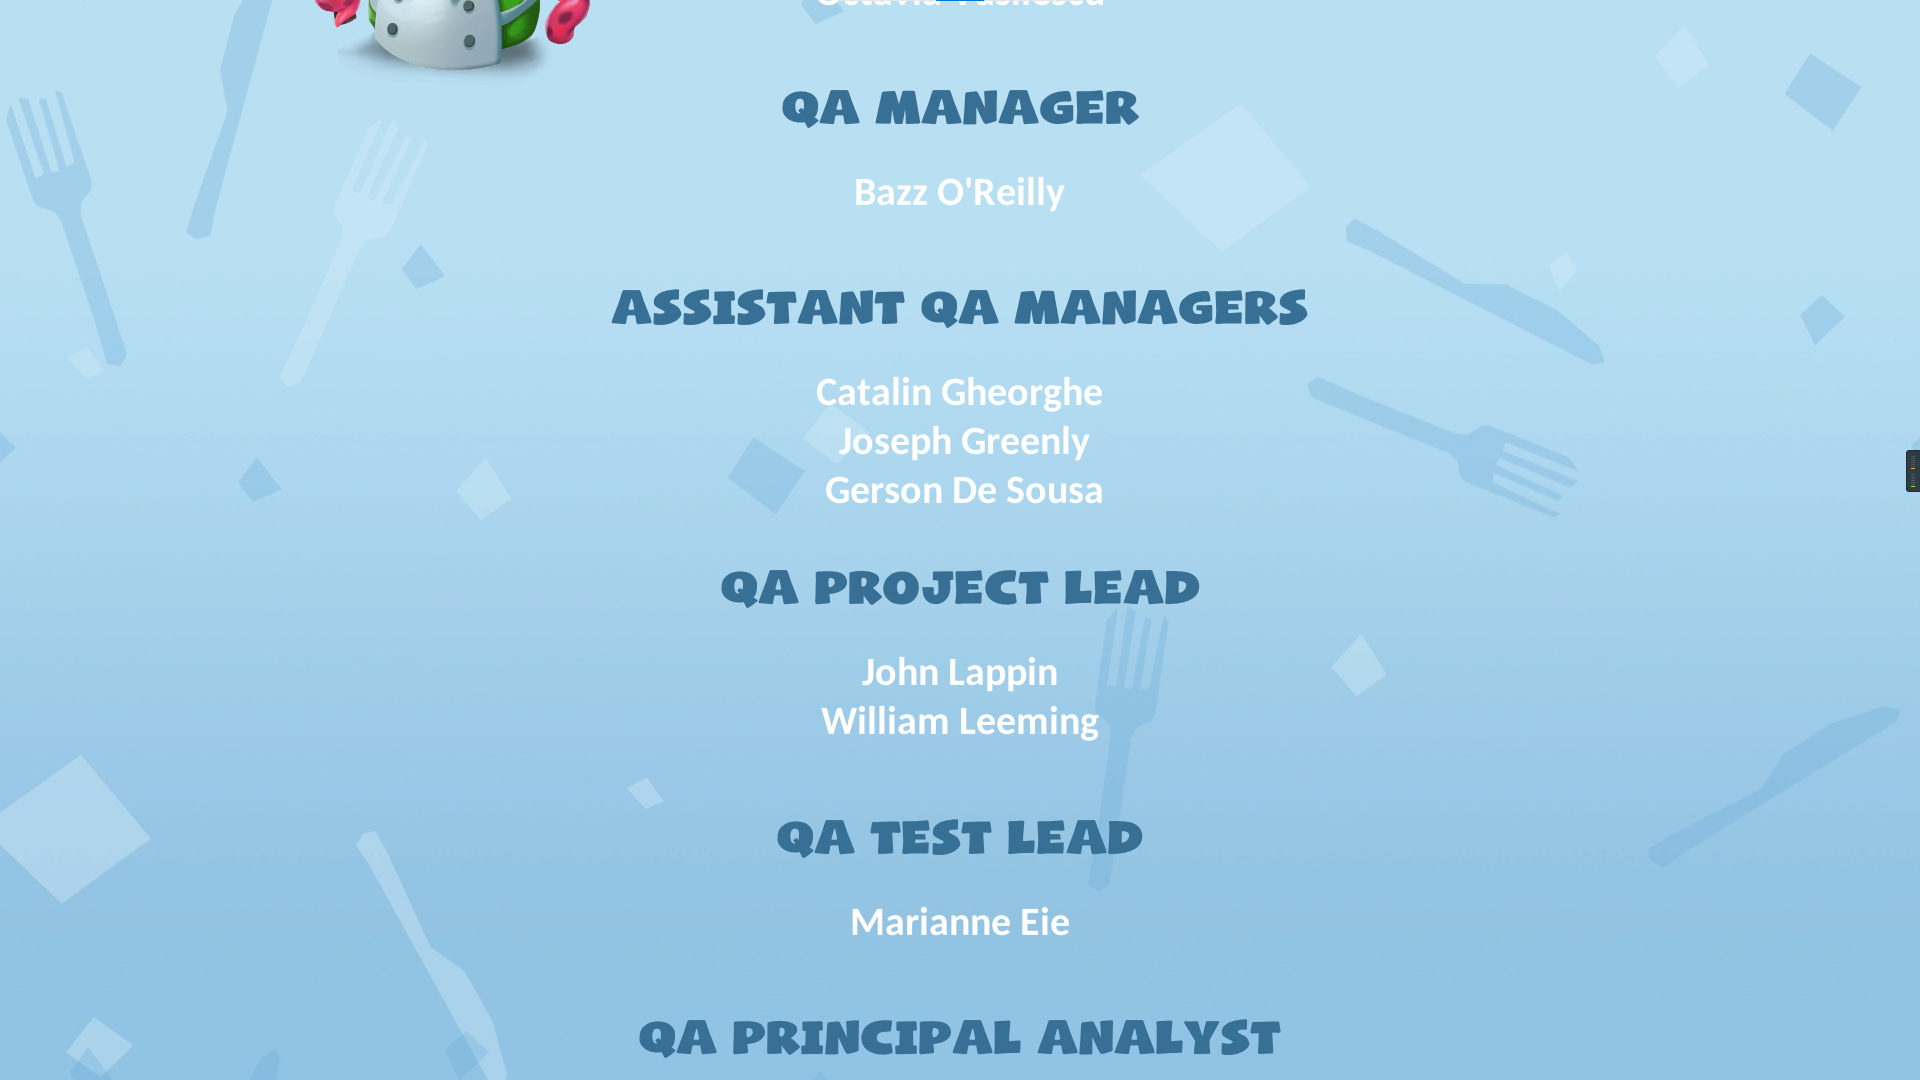 QA MANAGER
Bazz O'Reilly
ASSISTANT QA MANAGERS
Catalin Gheorghe
Joseph Greenly
Gerson De Sousa
QA PROJECT LEAD
John Lappin
William Leeming
QA TEST LEAD
Marianne Eie
QA PRINCIPAL ANALYST